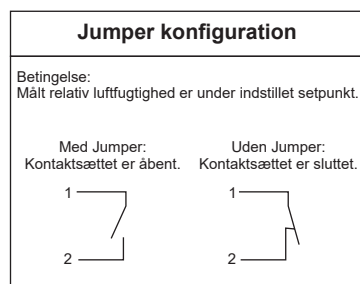 Jumper konfiguration
Betingelse:
Målt relativ luftfugtighed er under indstillet setpunkt.
Med Jumper:
Kontaktsættet er åbent.
1
2
Uden Jumper:
Kontaktsættet er sluttet.
1
2